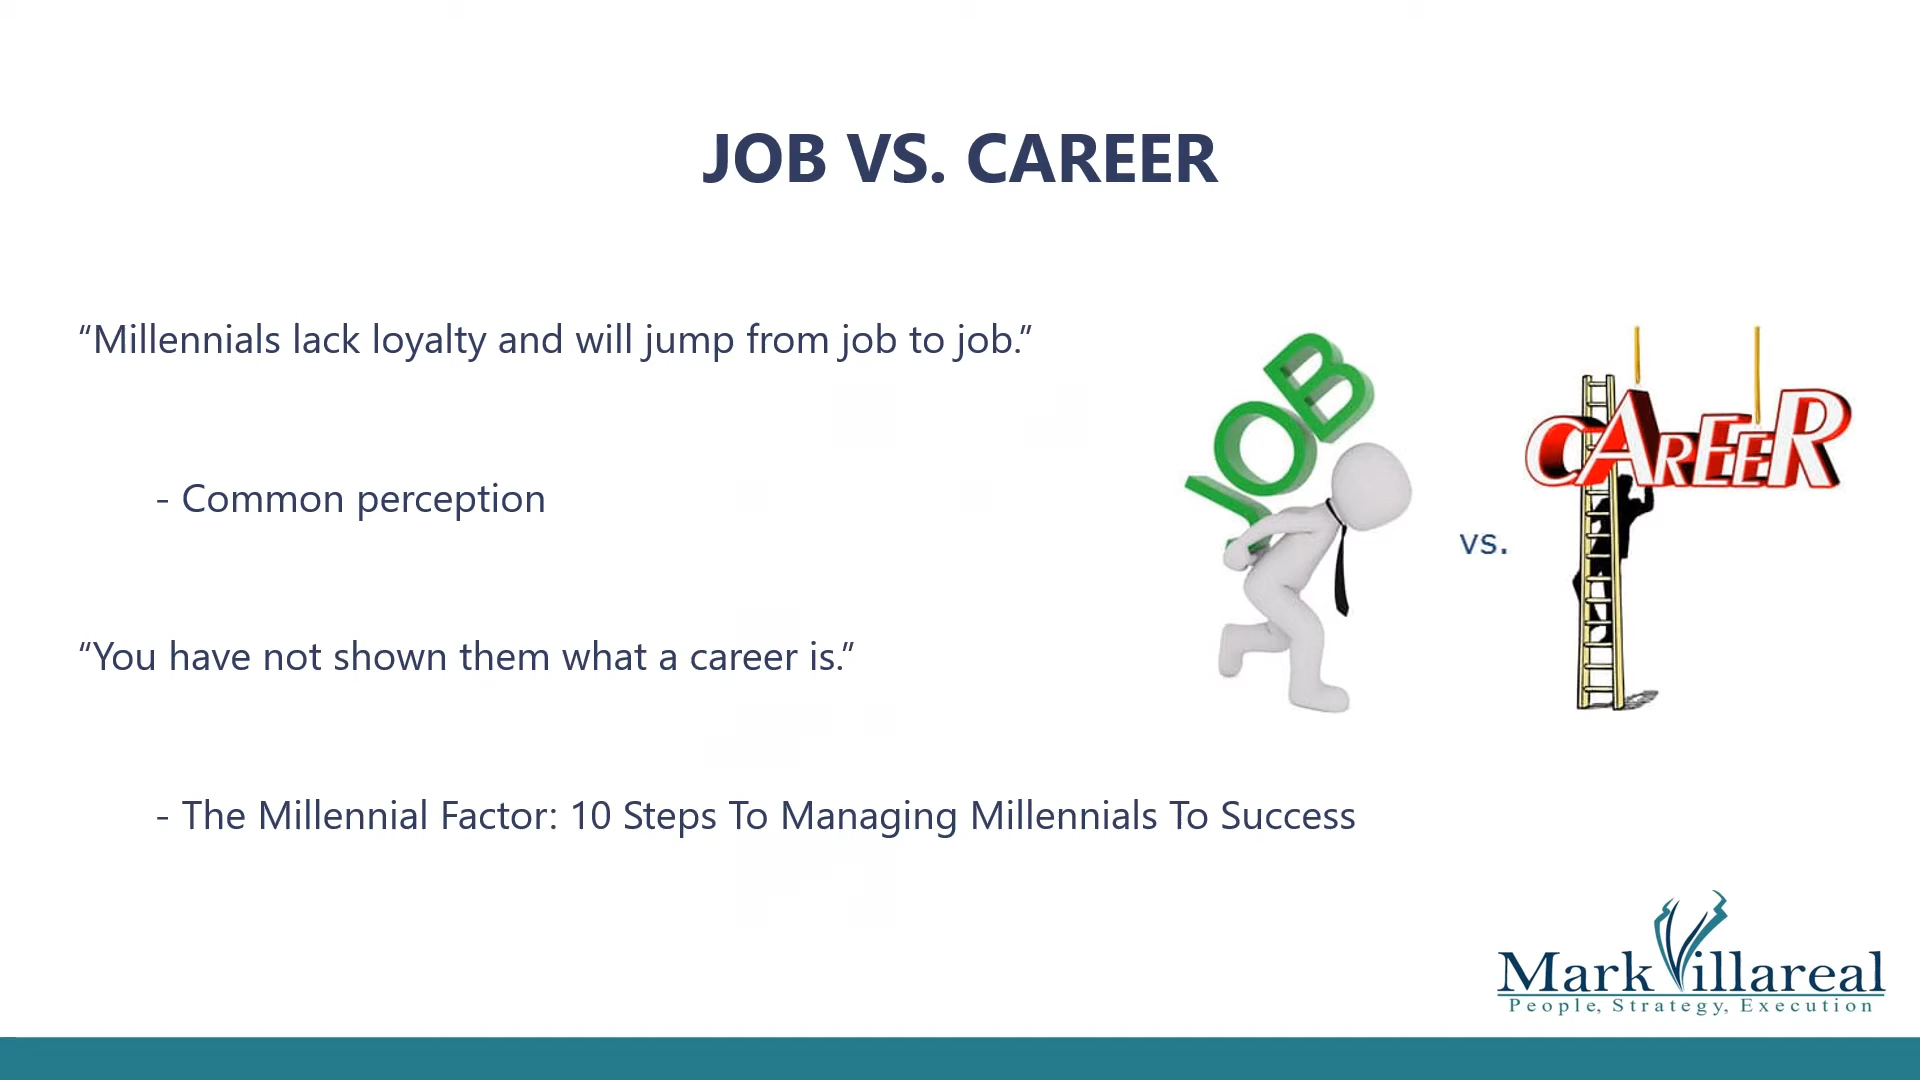 JOB VS. CAREER
“Millennials lack loyalty and will jump from job to job.”
- Common perception
“You have not shown them what a career is.”
- The Millennial Factor: 10 Steps To Managing Millennials To Success
JOB
vs.
CAREER
Mark Villareal
People, Strategy, Execution